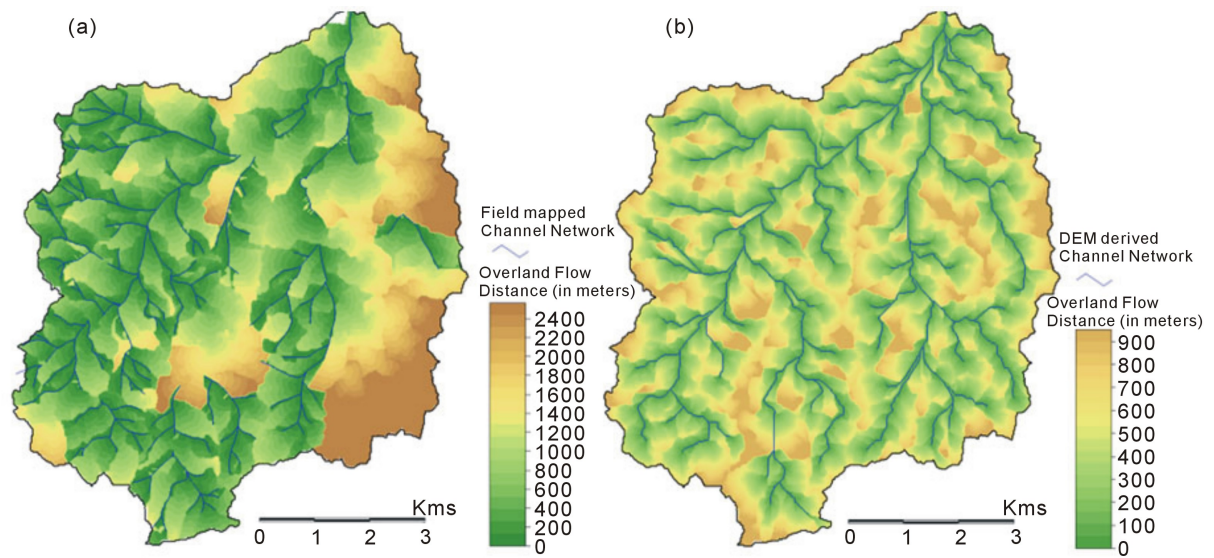 (a)
Field mapped
Channel Network
Overland Flow
Distance (in meters)
2400
2200
2000
1800
1600
1400
1200
1000
800
600
400
200
0
Kms
0 1 2 3
(b)
DEM derived
Channel Network
Overland Flow
Distance (in meters)
900
800
700
600
500
400
300
200
100
0
Kms
0 1 2 3